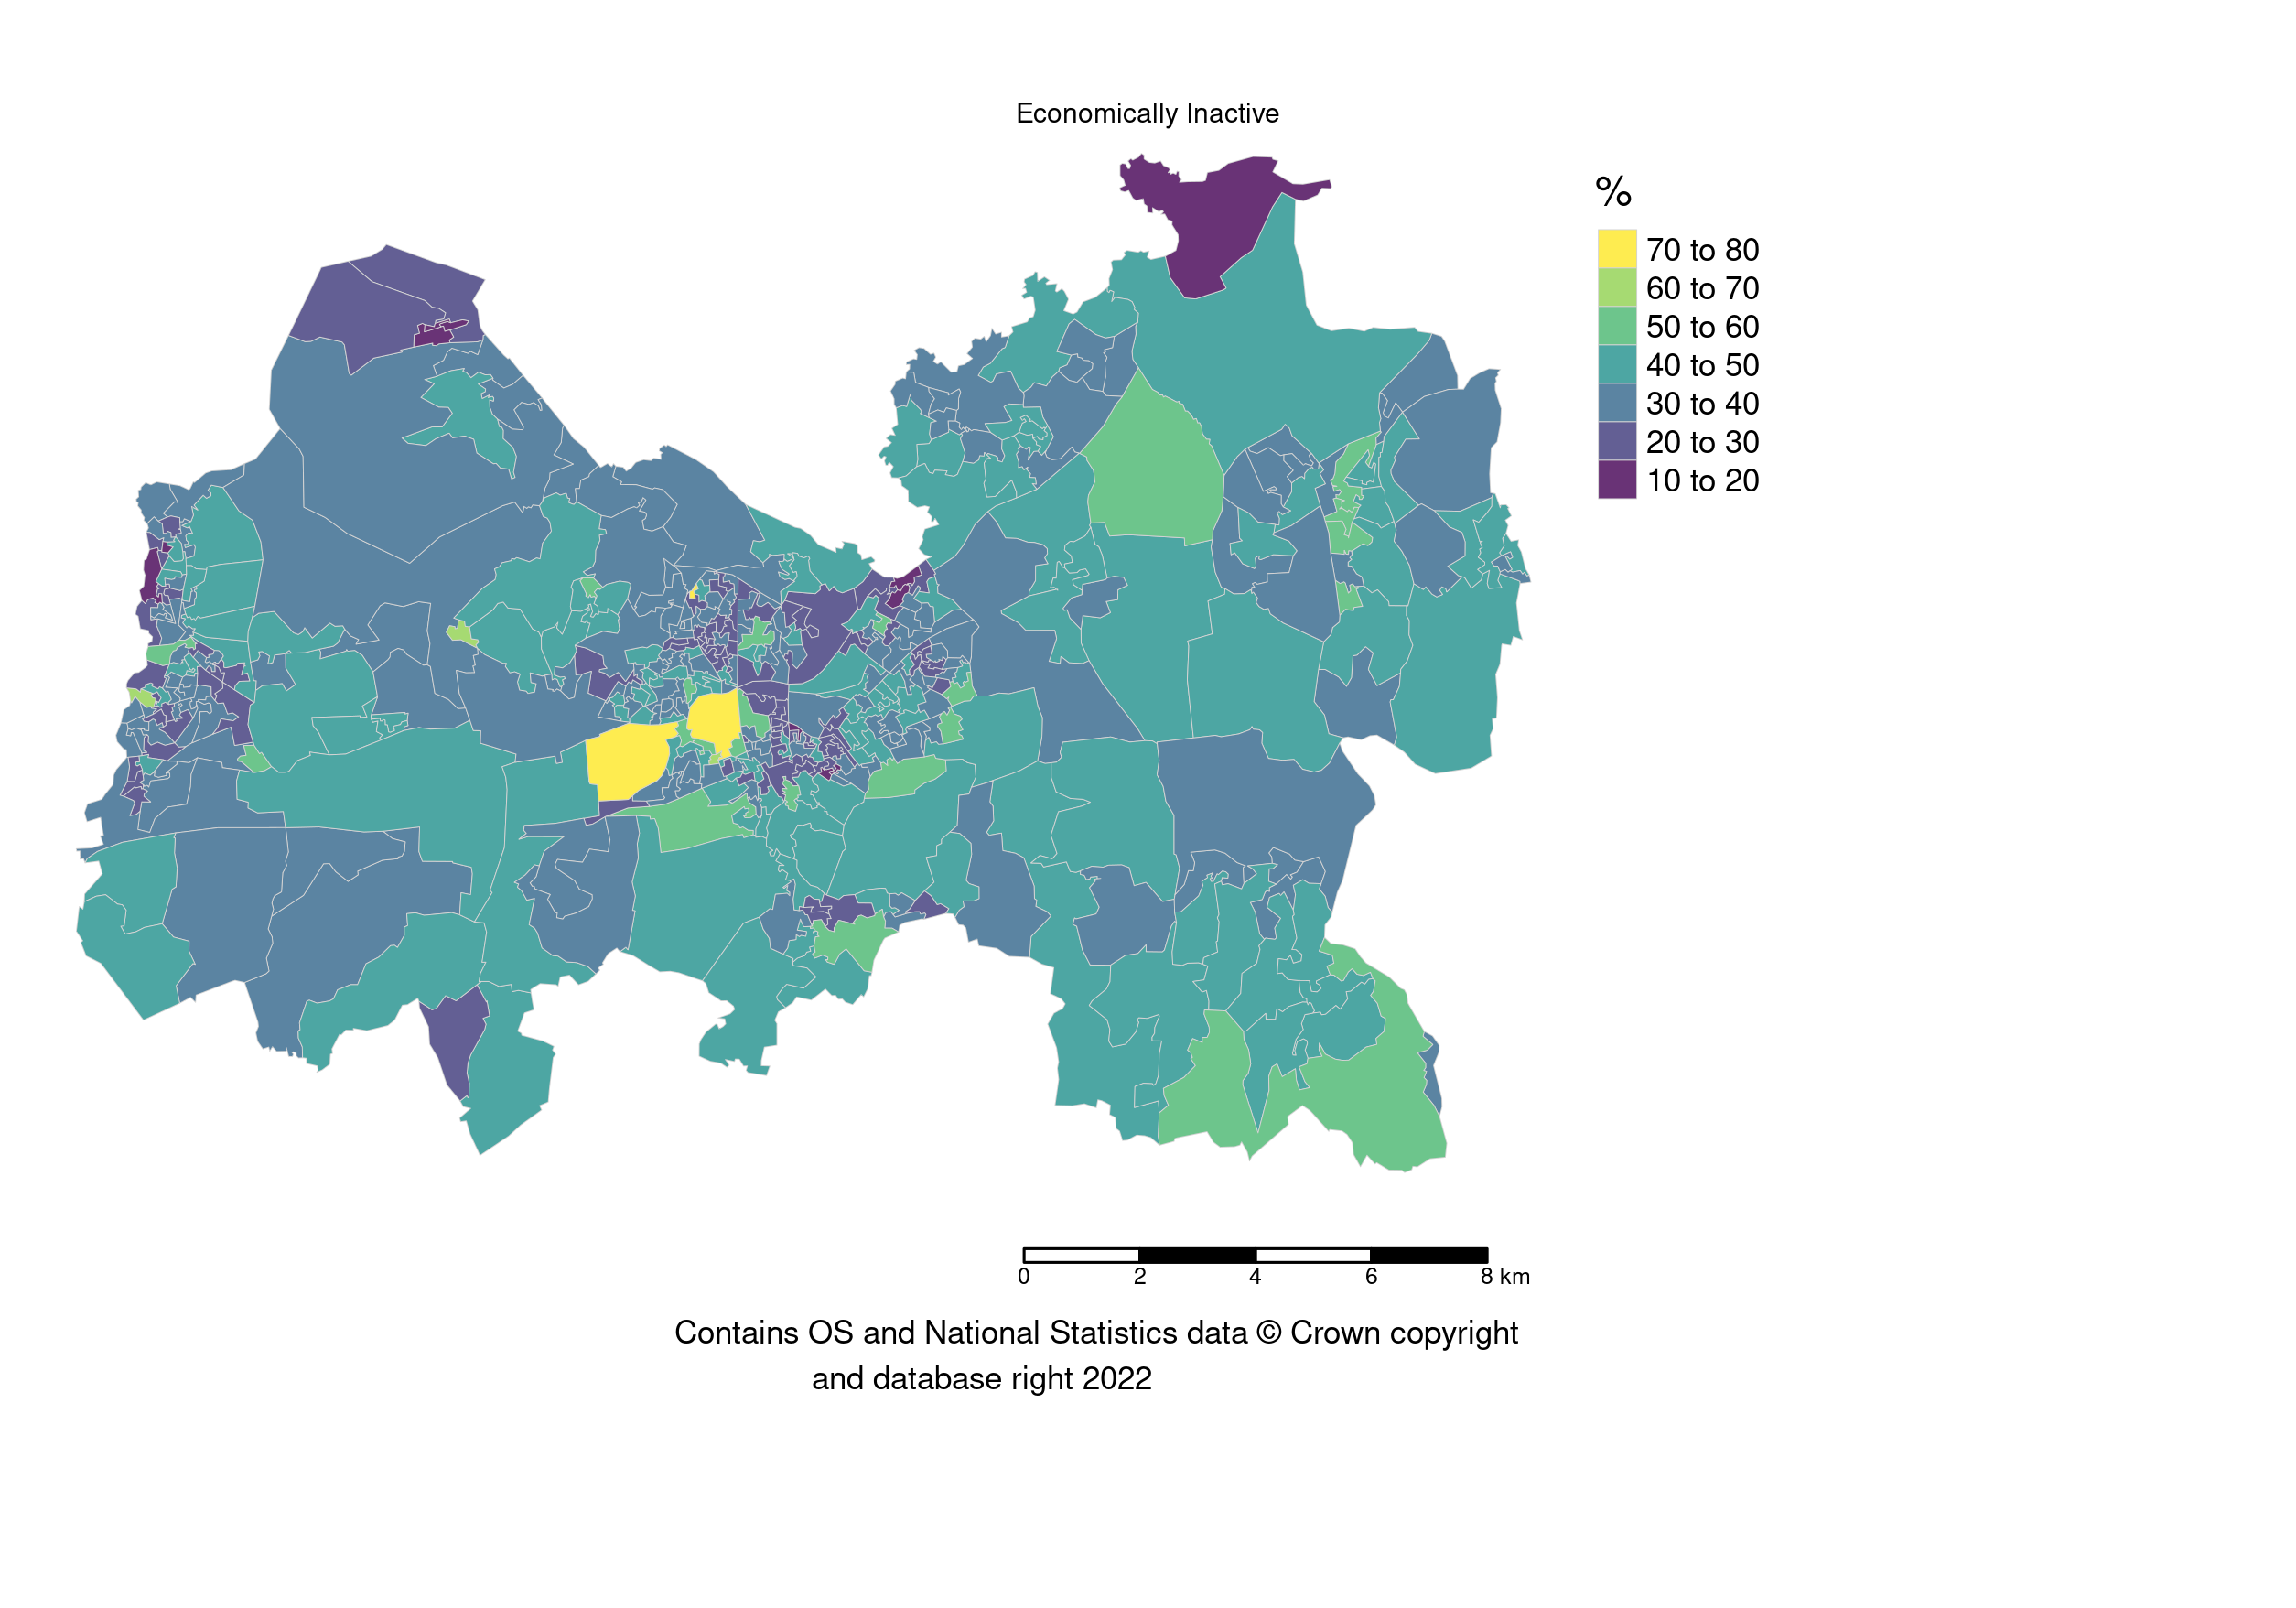 Economically Inactive
%
70 to 80
60 to 70
50 to 60
40 to 50
30 to 40
20 to 30
10 to 20
0 2 4 6 8 km
Contains OS and National Statistics data © Crown copyright
and database right 2022